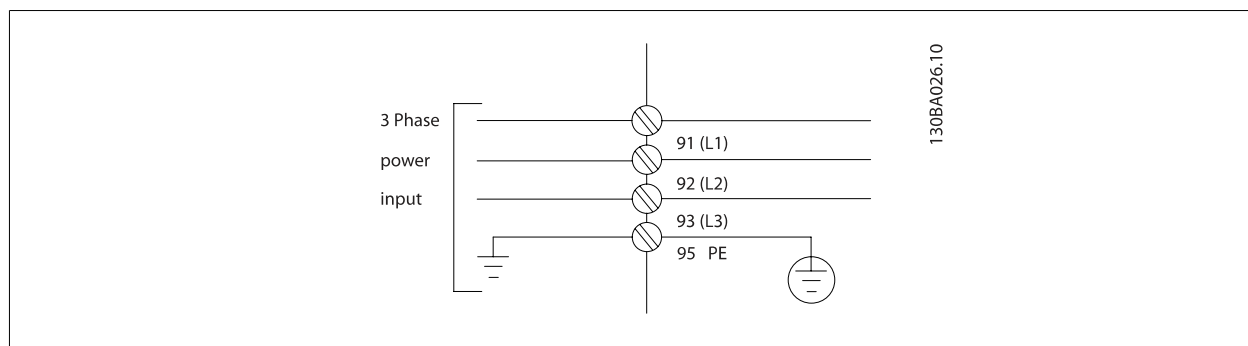 3 Phase
power
input
91 (L1)
92 (L2)
93 (L3)
95 PE
130BA026.10